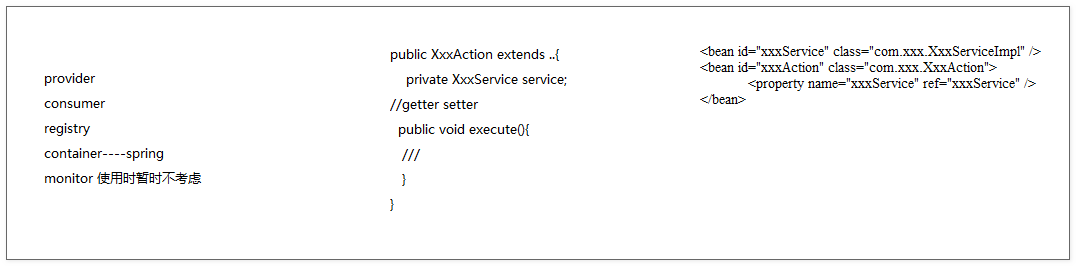 provider
consumer
registry
container----spring
monitor 使用时暂时不考虑
public XxxAction extends ..{
private XxxService service;
//getter setter
public void execute(){
///
}
}
<bean id="xxxService" class="com.xxx.XxxServiceImpl" />
<bean id="xxxAction" class="com.xxx.XxxAction">
<property name="xxxService" ref="xxxService" />
</bean>